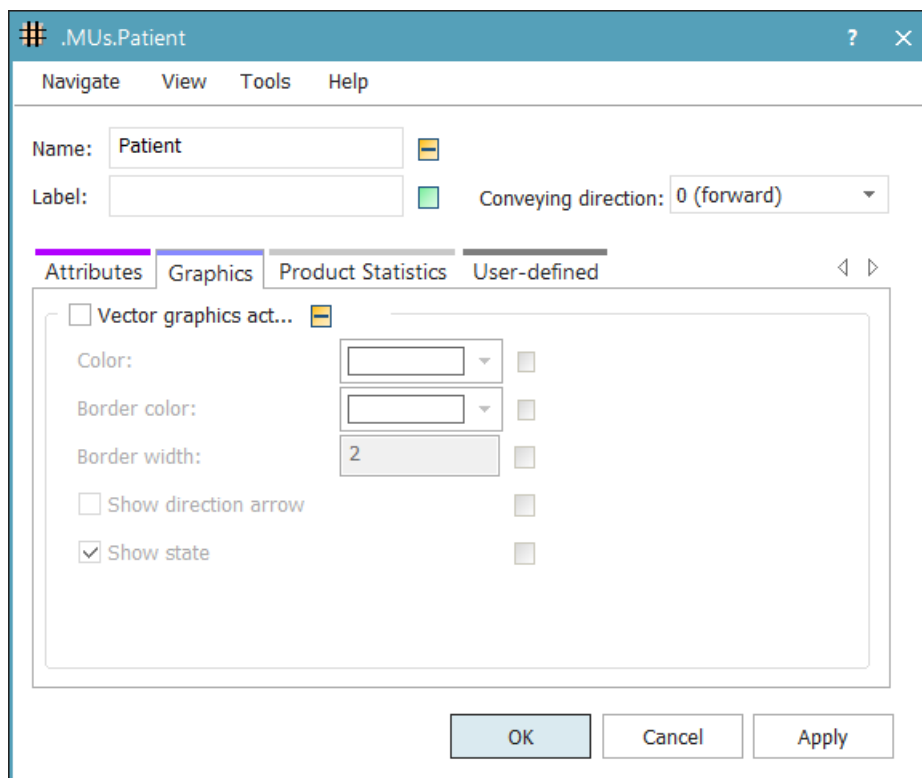 .MUs.Patient ?
Navigate View Tools Help
Name: Patient
Label:
Conveying direction: 0 (forward)
Attributes Graphics Product Statistics User-defined
Vector graphics act...
Color:
Border color:
Border width: 2
Show direction arrow
Show state
OK Cancel Apply